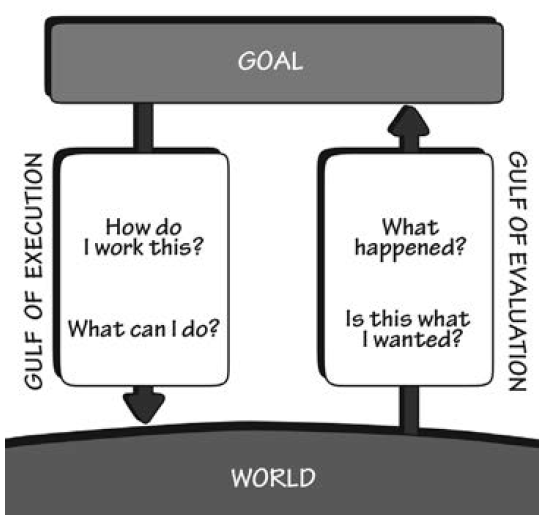 GOAL
GULF OF EXECUTION
How do
I work this?
What can I do?
What
happened?
Is this what
I wanted?
GULF OF EVALUATION
WORLD